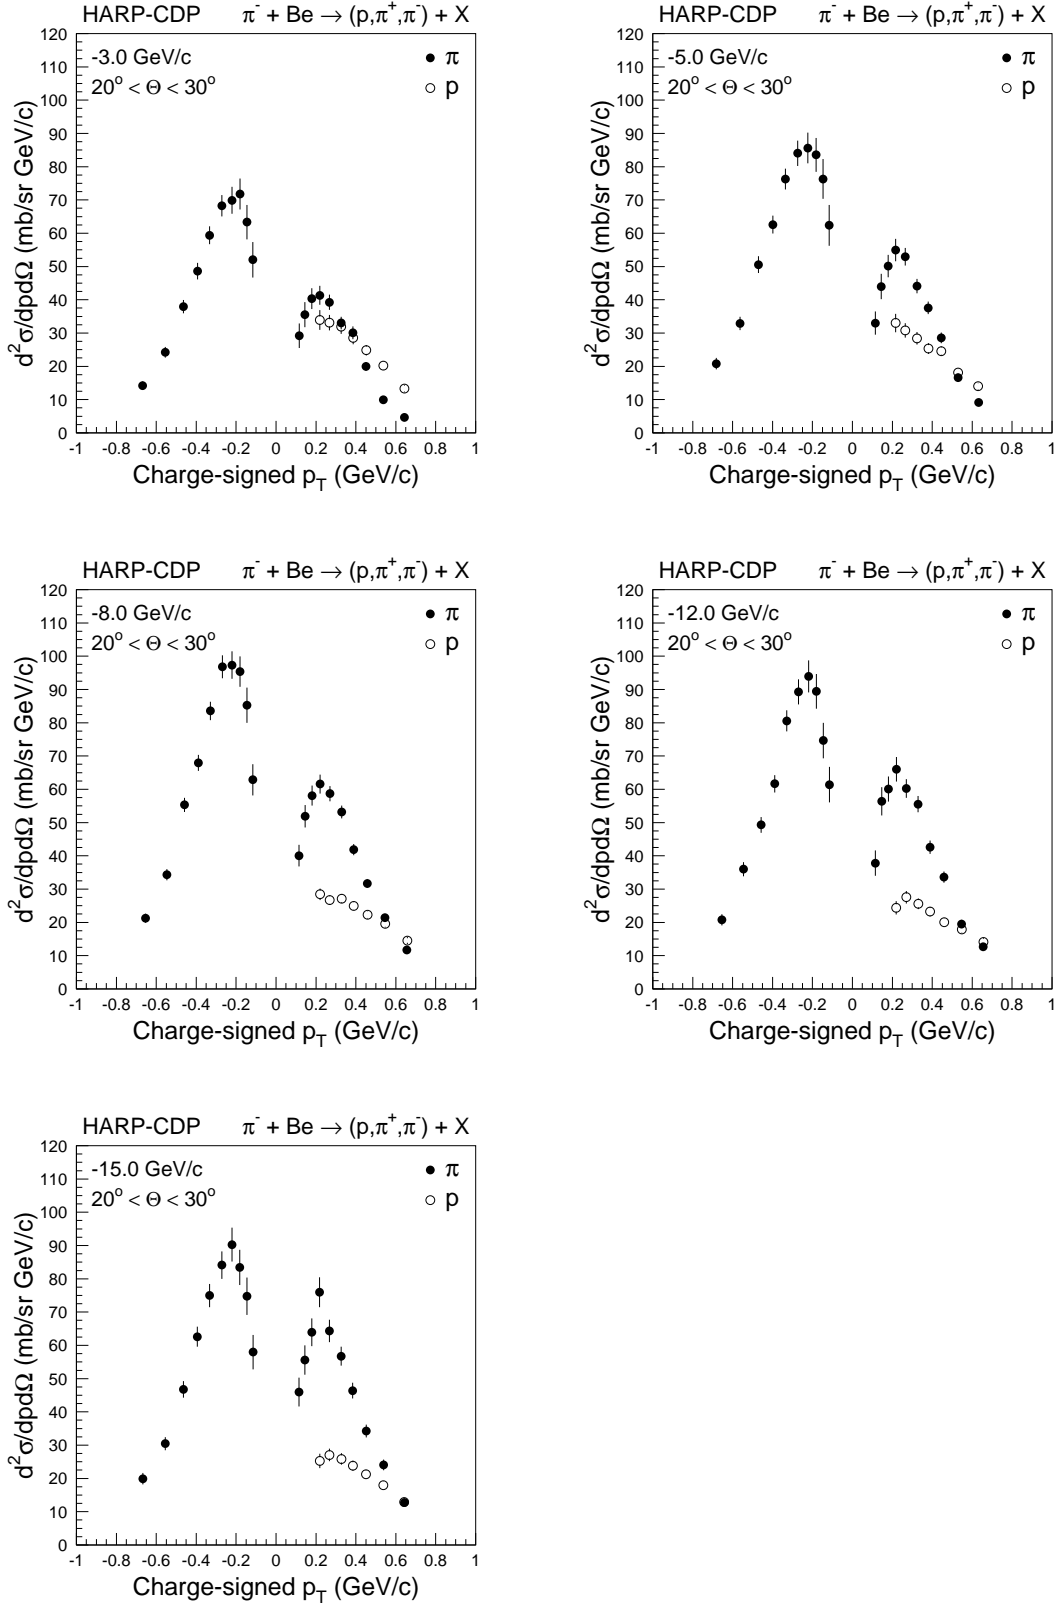 HARP-CDP π⁻ + Be → (p,π⁺,π⁻) + X
-3.0 GeV/c
20° < Θ < 30°
π
p
d²σ/dpdΩ (mb/sr GeV/c)
120
110
100
90
80
70
60
50
40
30
20
10
0
-1 -0.8 -0.6 -0.4 -0.2 0 0.2 0.4 0.6 0.8 1
Charge-signed p_T (GeV/c)
HARP-CDP π⁻ + Be → (p,π⁺,π⁻) + X
-5.0 GeV/c
20° < Θ < 30°
π
p
d²σ/dpdΩ (mb/sr GeV/c)
120
110
100
90
80
70
60
50
40
30
20
10
0
-1 -0.8 -0.6 -0.4 -0.2 0 0.2 0.4 0.6 0.8 1
Charge-signed p_T (GeV/c)
HARP-CDP π⁻ + Be → (p,π⁺,π⁻) + X
-8.0 GeV/c
20° < Θ < 30°
π
p
d²σ/dpdΩ (mb/sr GeV/c)
120
110
100
90
80
70
60
50
40
30
20
10
0
-1 -0.8 -0.6 -0.4 -0.2 0 0.2 0.4 0.6 0.8 1
Charge-signed p_T (GeV/c)
HARP-CDP π⁻ + Be → (p,π⁺,π⁻) + X
-12.0 GeV/c
20° < Θ < 30°
π
p
d²σ/dpdΩ (mb/sr GeV/c)
120
110
100
90
80
70
60
50
40
30
20
10
0
-1 -0.8 -0.6 -0.4 -0.2 0 0.2 0.4 0.6 0.8 1
Charge-signed p_T (GeV/c)
HARP-CDP π⁻ + Be → (p,π⁺,π⁻) + X
-15.0 GeV/c
20° < Θ < 30°
π
p
d²σ/dpdΩ (mb/sr GeV/c)
120
110
100
90
80
70
60
50
40
30
20
10
0
-1 -0.8 -0.6 -0.4 -0.2 0 0.2 0.4 0.6 0.8 1
Charge-signed p_T (GeV/c)